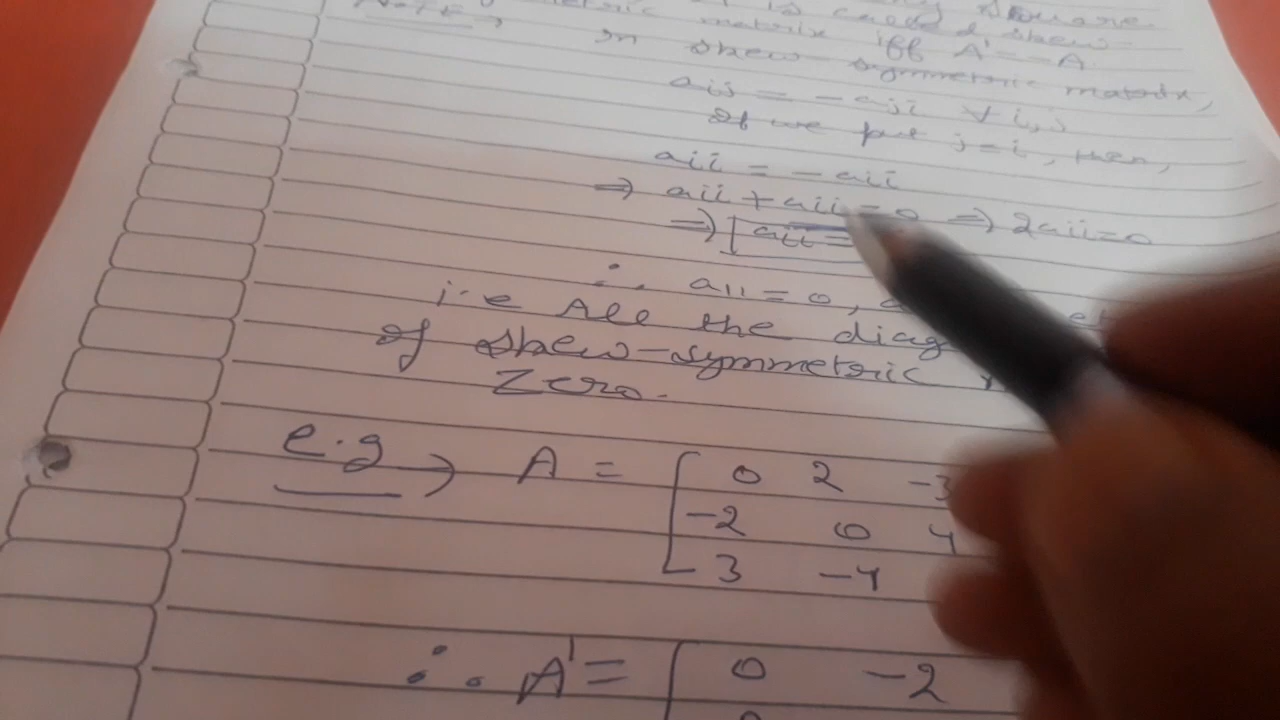 square
is called skew-
metric matrix iff A' = -A
Note → In skew symmetric matrix,
aij = -aji ∀ i,j
If we put j=i, then,
aii = -aii
⇒ aii + aii = 0 ⇒ 2aii=0
⇒ aii =
∴ a11 = 0,
i.e All the diag
of skew-symmetric
Zero.
e.g → A = [ 0 2 -3
-2 0 4
3 -4
∴ A' = [ 0 -2